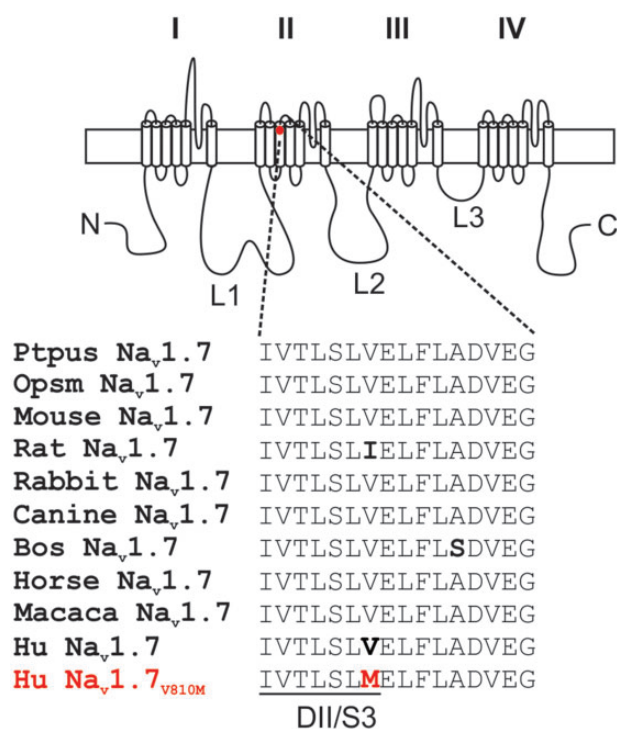 I II III IV
N C
L1 L2 L3
Ptpus Nav1.7 IVTLSLVELFLADVEG
Opsm Nav1.7 IVTLSLVELFLADVEG
Mouse Nav1.7 IVTLSLVELFLADVEG
Rat Nav1.7 IVTLSLIELFLADVEG
Rabbit Nav1.7 IVTLSLVELFLADVEG
Canine Nav1.7 IVTLSLVELFLADVEG
Bos Nav1.7 IVTLSLVELFLSDVEG
Horse Nav1.7 IVTLSLVELFLADVEG
Macaca Nav1.7 IVTLSLVELFLADVEG
Hu Nav1.7 IVTLSLVELFLADVEG
Hu Nav1.7V810M IVTLSLMELFLADVEG
DII/S3